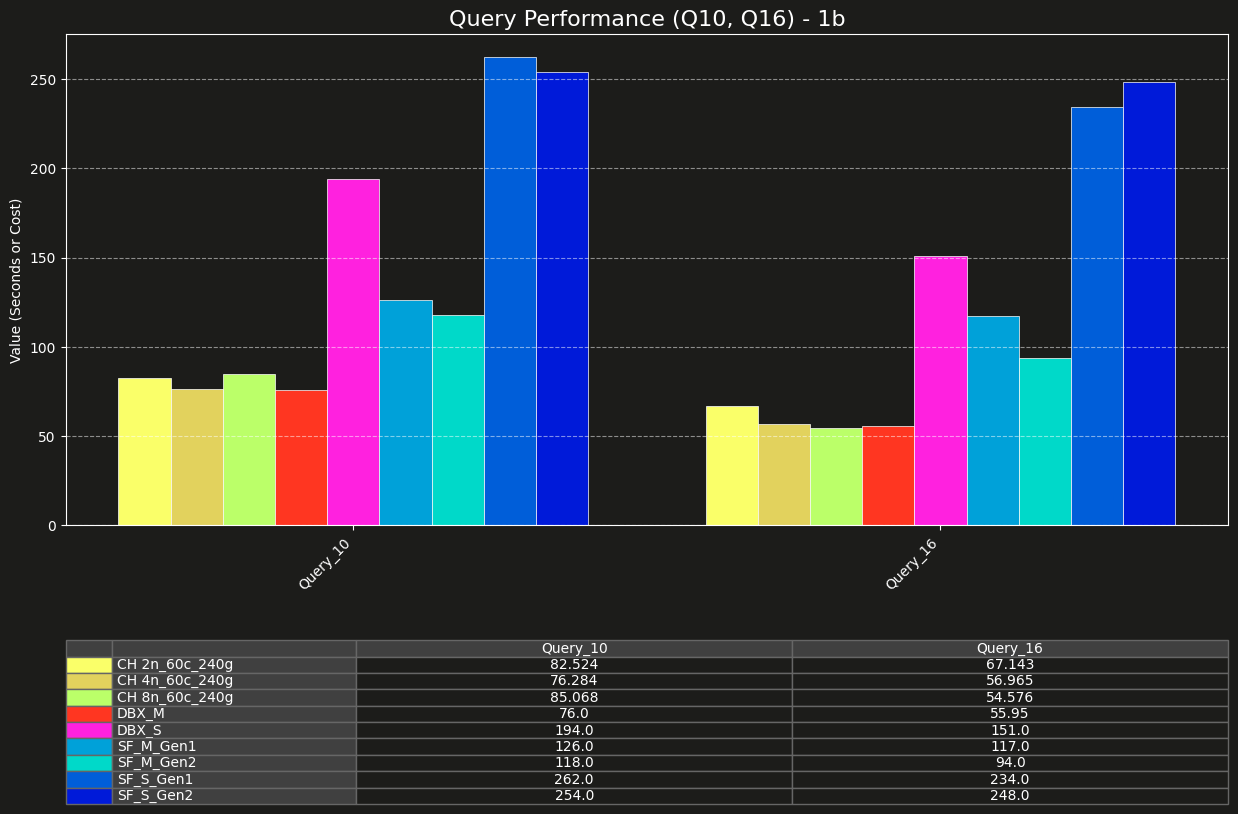 Query Performance (Q10, Q16) - 1b
Value (Seconds or Cost)
250
200
150
100
50
0
Query_10
Query_16
Query_10 Query_16
CH 2n_60c_240g 82.524 67.143
CH 4n_60c_240g 76.284 56.965
CH 8n_60c_240g 85.068 54.576
DBX_M 76.0 55.95
DBX_S 194.0 151.0
SF_M_Gen1 126.0 117.0
SF_M_Gen2 118.0 94.0
SF_S_Gen1 262.0 234.0
SF_S_Gen2 254.0 248.0